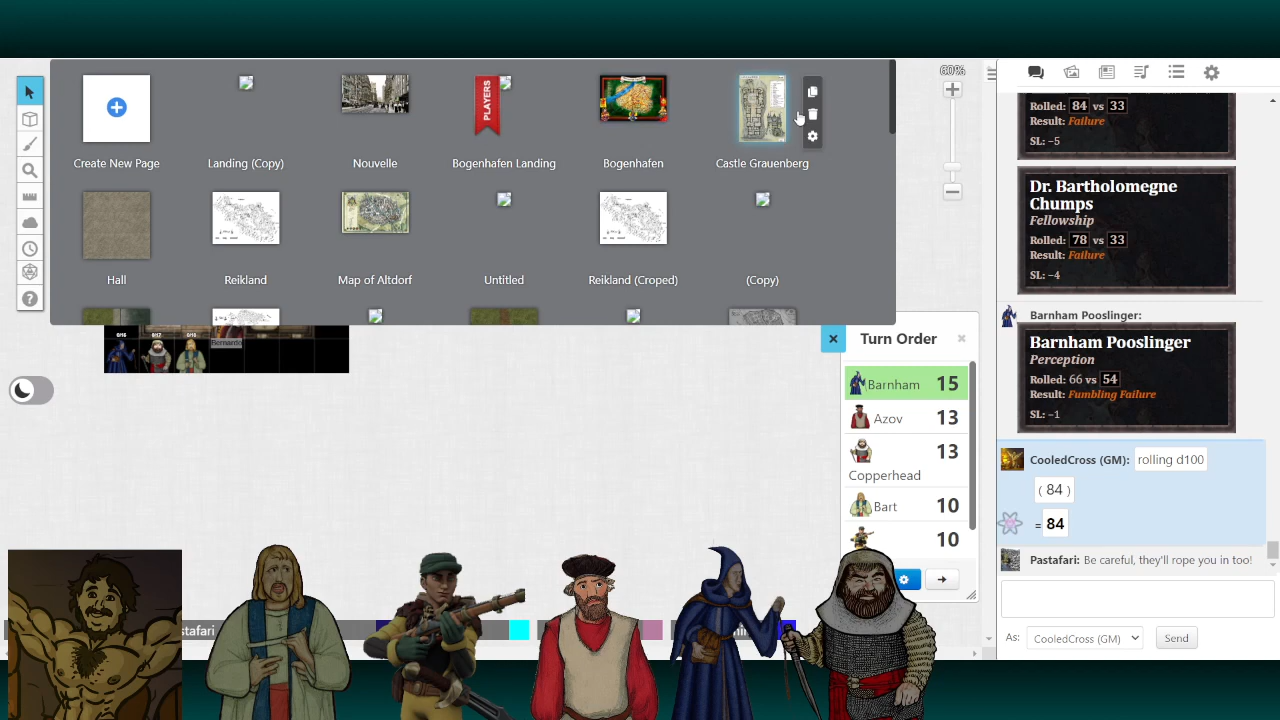 60%
PLAYERS
Create New Page
Landing (Copy)
Nouvelle
Bogenhafen Landing
Bogenhafen
Castle Grauenberg
Hall
Reikland
Map of Altdorf
Untitled
Reikland (Croped)
(Copy)
Bernardo
Turn Order
Barnham 15
Azov 13
13
Copperhead
Bart 10
10
stafari
Rolled: 84 vs 33
Result: Failure
SL: -5
Dr. Bartholomegne
Chumps
Fellowship
Rolled: 78 vs 33
Result: Failure
SL: -4
Barnham Pooslinger:
Barnham Pooslinger
Perception
Rolled: 66 vs 54
Result: Fumbling Failure
SL: -1
CooledCross (GM): rolling d100
( 84 )
= 84
Pastafari: Be careful, they'll rope you in too!
As: CooledCross (GM) Send